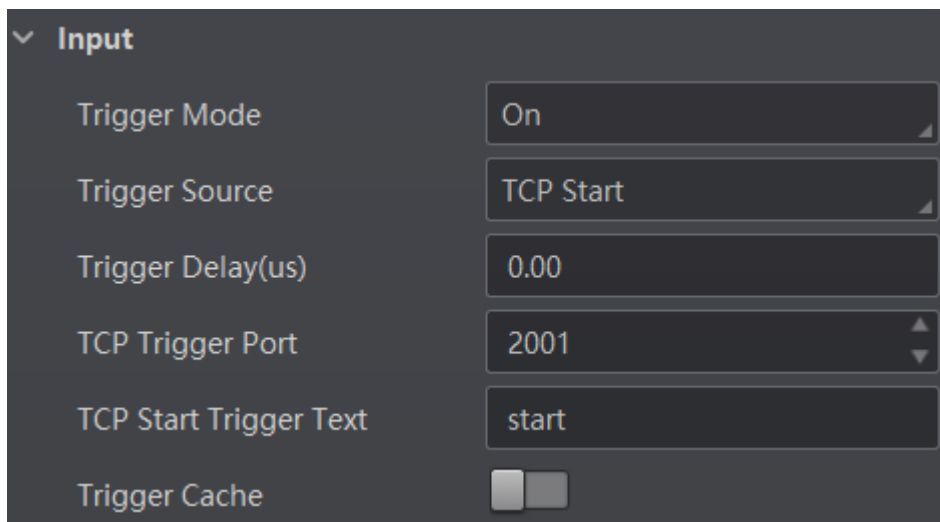 Input
Trigger Mode On
Trigger Source TCP Start
Trigger Delay(us) 0.00
TCP Trigger Port 2001
TCP Start Trigger Text start
Trigger Cache